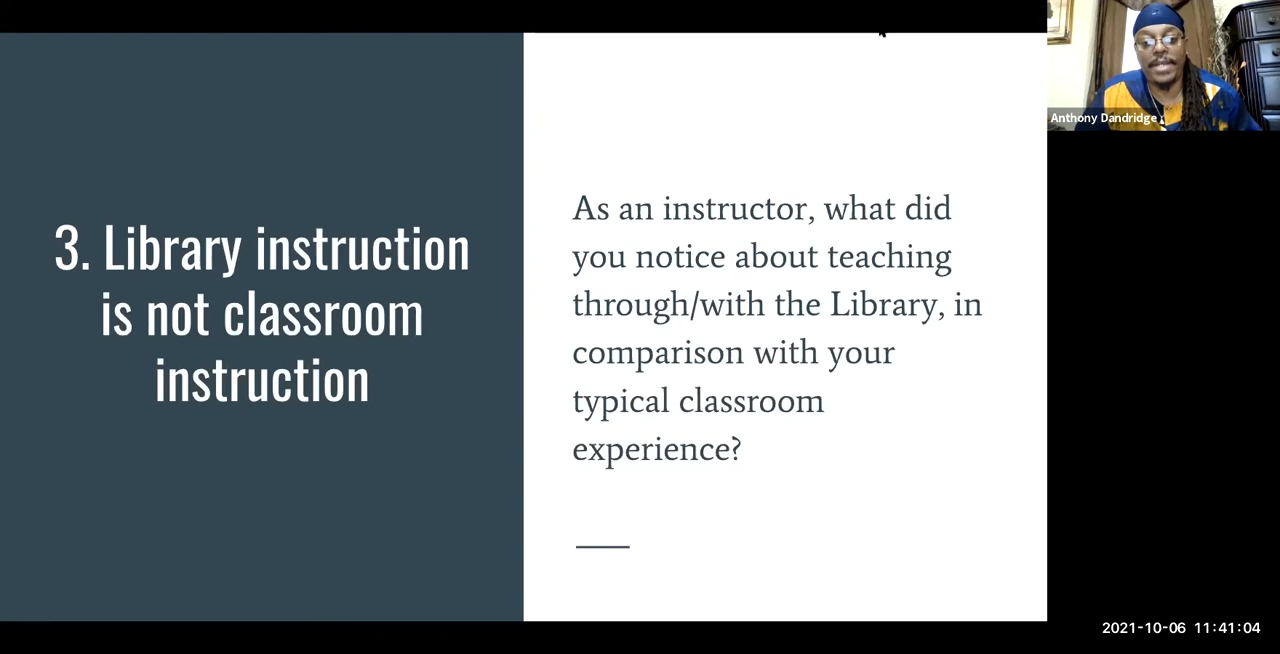 3. Library instruction
is not classroom
instruction
As an instructor, what did
you notice about teaching
through/with the Library, in
comparison with your
typical classroom
experience?
Anthony Dandridge
2021-10-06 11:41:04